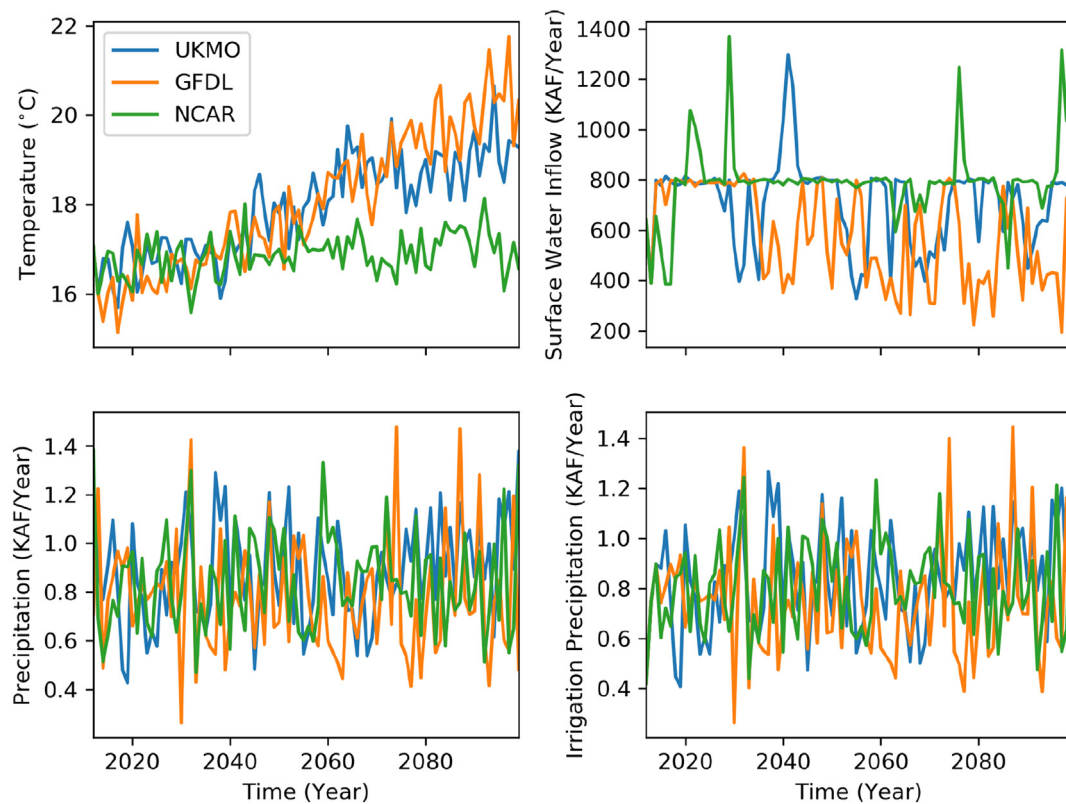 22
20
18
16
Temperature (°C)
UKMO
GFDL
NCAR
1400
1200
1000
800
600
400
200
Surface Water Inflow (KAF/Year)
1.4
1.2
1.0
0.8
0.6
0.4
Precipitation (KAF/Year)
2020 2040 2060 2080
Time (Year)
1.4
1.2
1.0
0.8
0.6
0.4
Irrigation Precipitation (KAF/Year)
2020 2040 2060 2080
Time (Year)